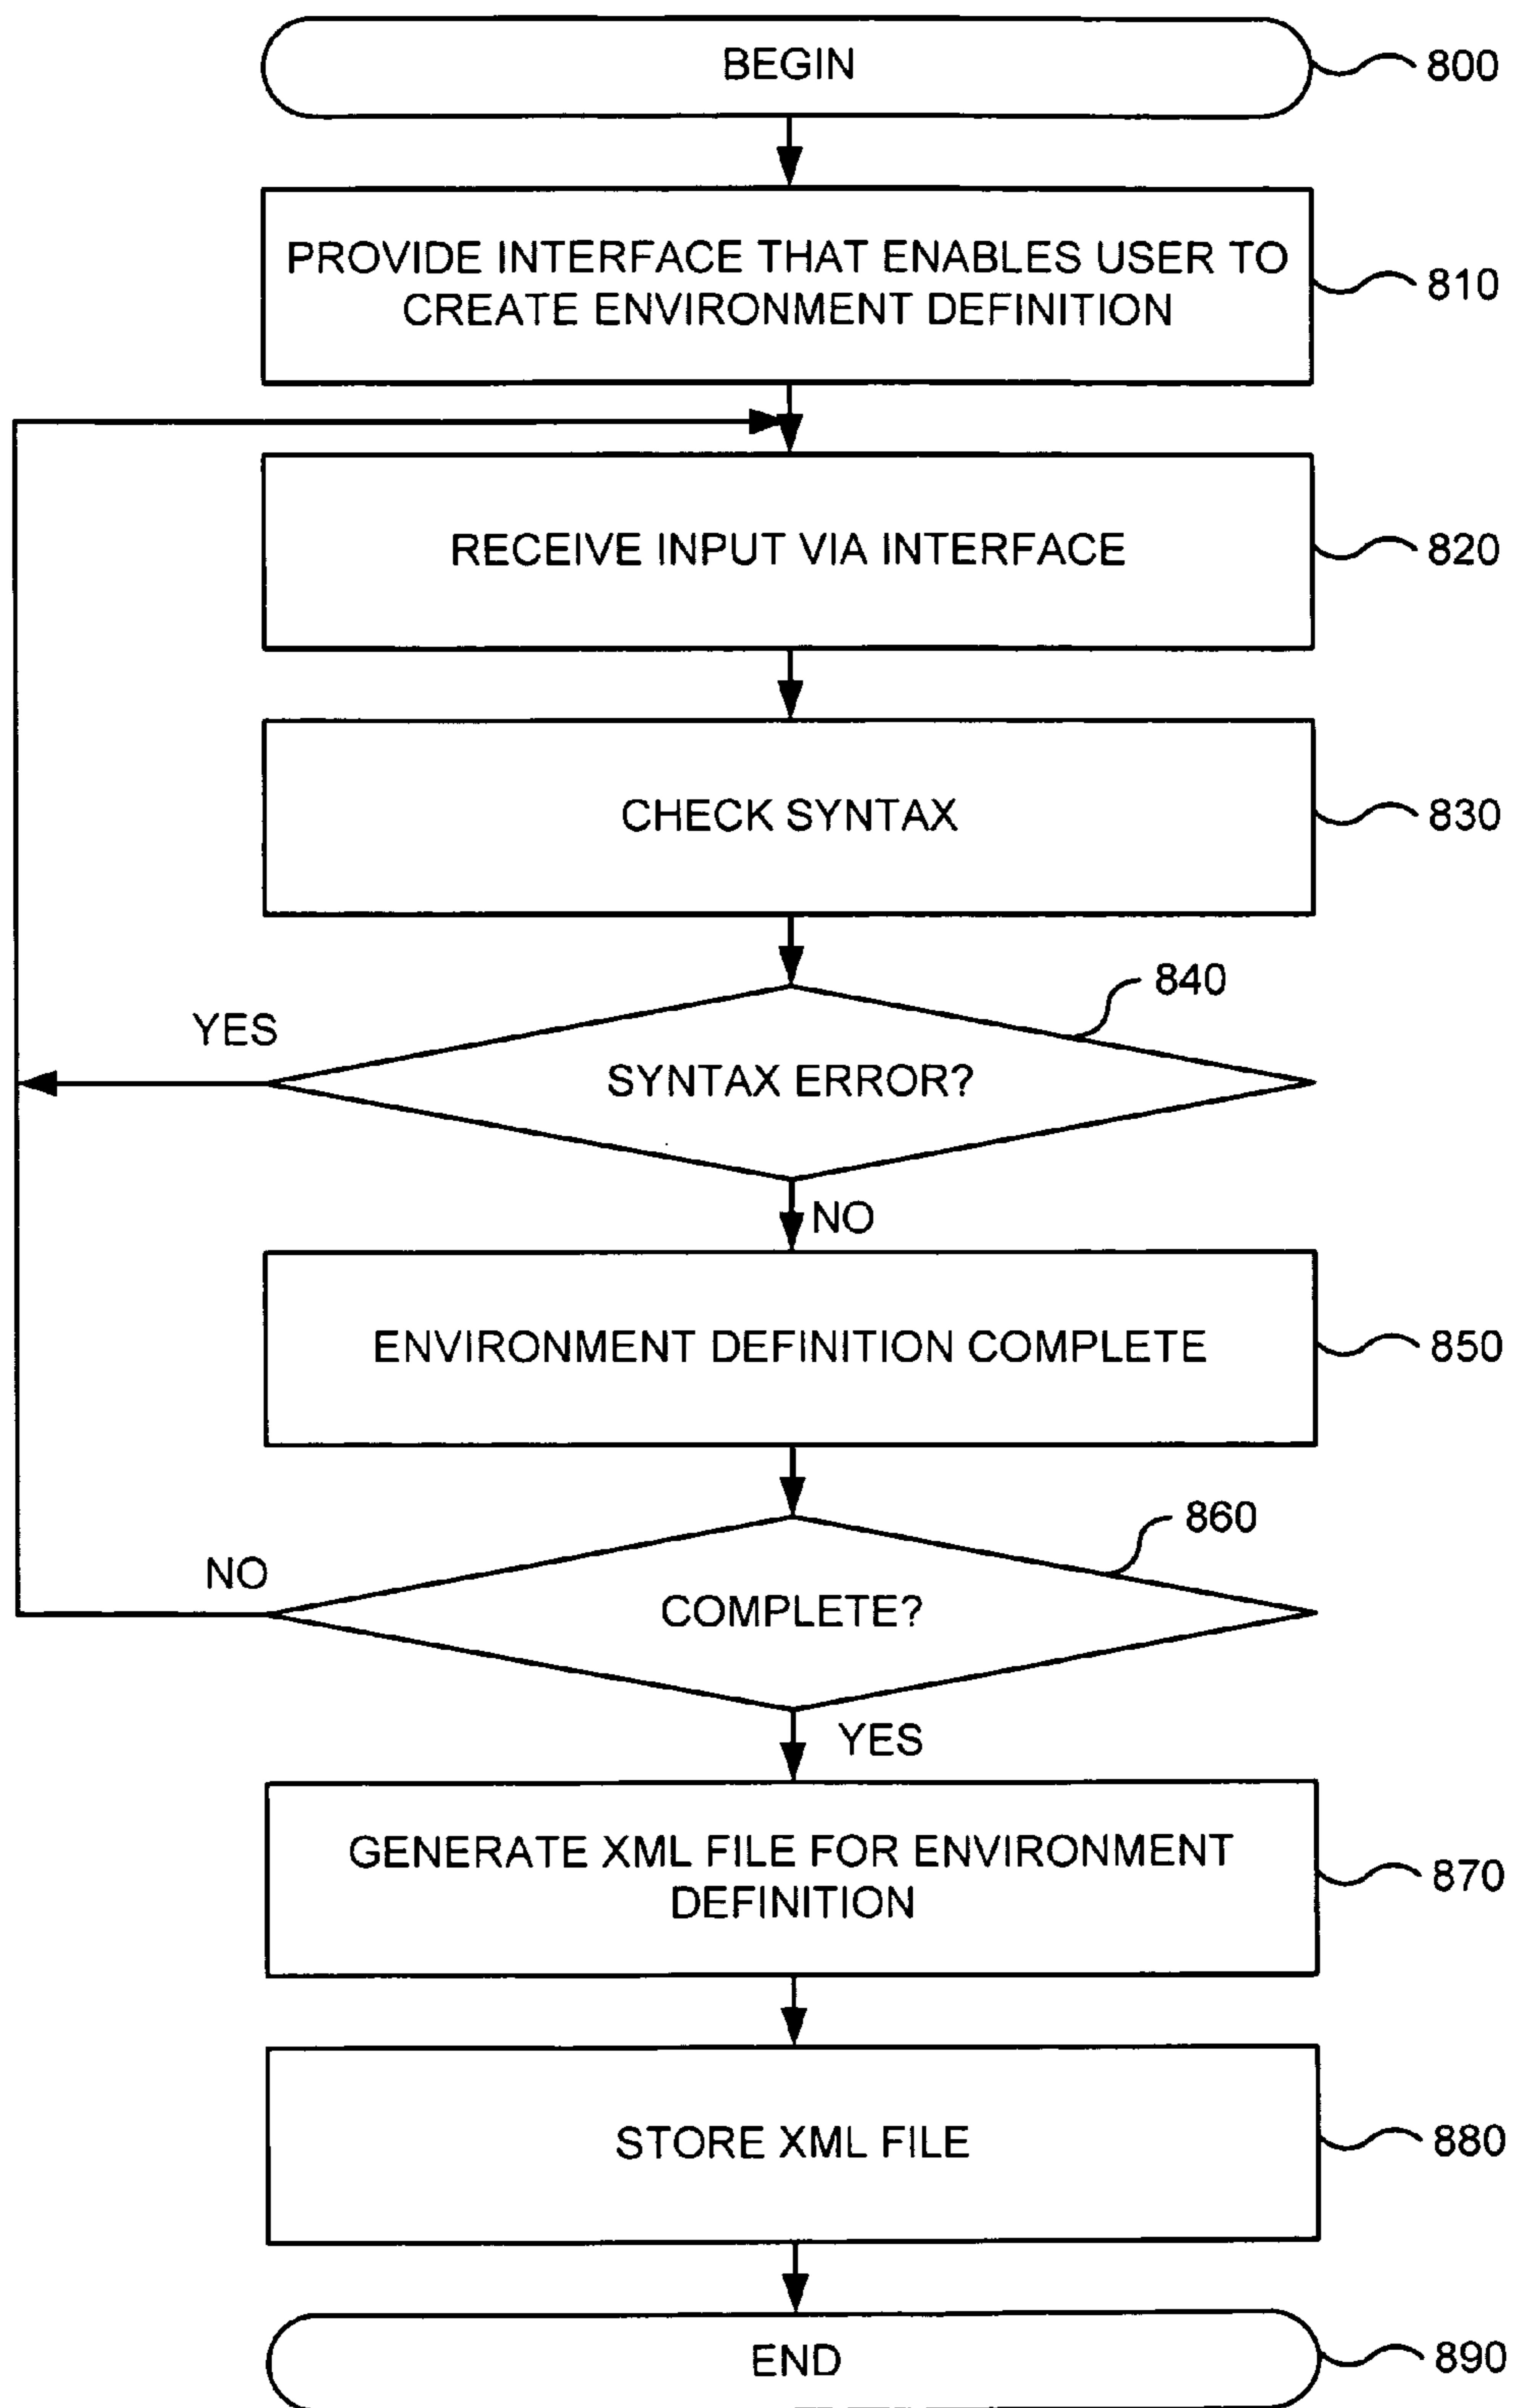 BEGIN
800
PROVIDE INTERFACE THAT ENABLES USER TO
CREATE ENVIRONMENT DEFINITION
810
RECEIVE INPUT VIA INTERFACE
820
CHECK SYNTAX
830
840
YES
SYNTAX ERROR?
NO
ENVIRONMENT DEFINITION COMPLETE
850
860
NO
COMPLETE?
YES
GENERATE XML FILE FOR ENVIRONMENT
DEFINITION
870
STORE XML FILE
880
END
890